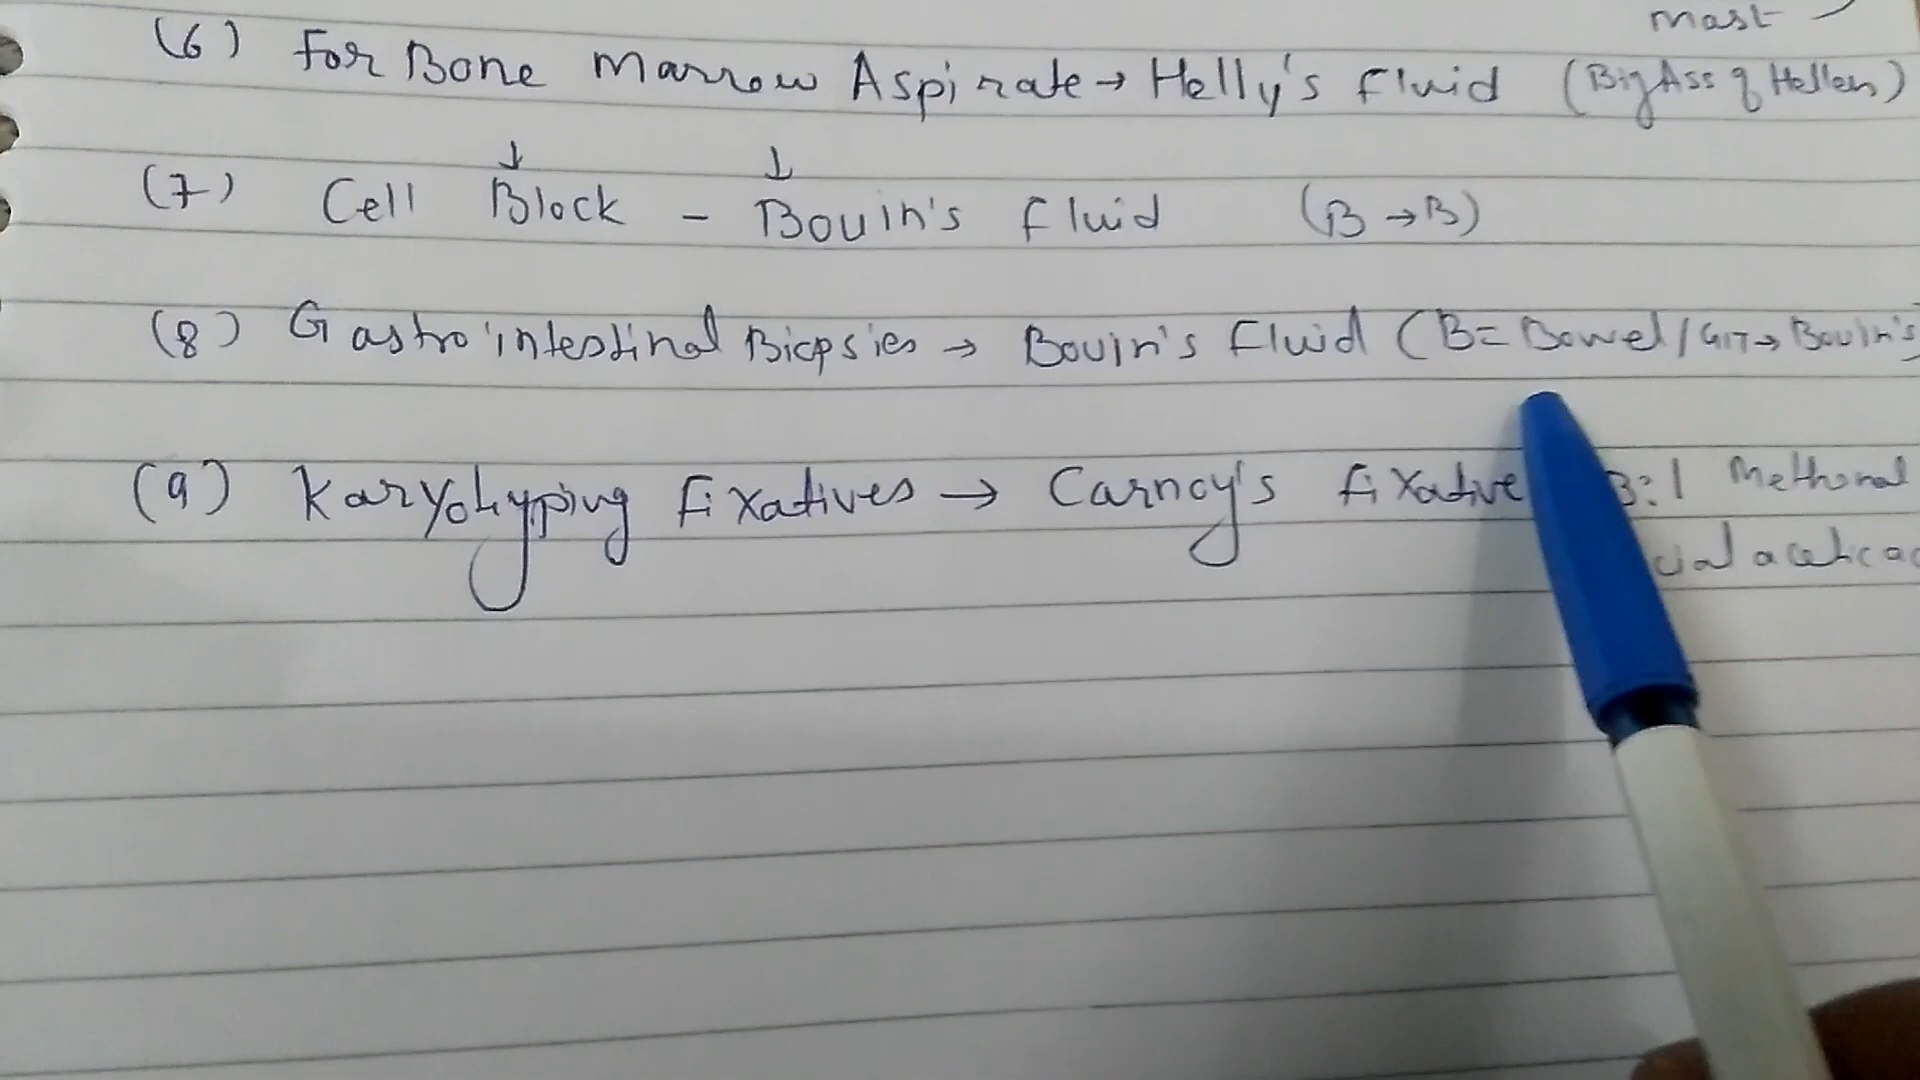 mast
(6) For Bone Marrow Aspirate → Helly's Fluid (Big Ass of Hellen)
(7) Cell Block - Bouin's Fluid (B → B)
(8) Gastrointestinal Biopsies → Bouin's Fluid (B = Bowel / GIT → Bouin's
(9) Karyotyping Fixatives → Carnoy's Fixative 3:1 Methanol
cial acetic ac